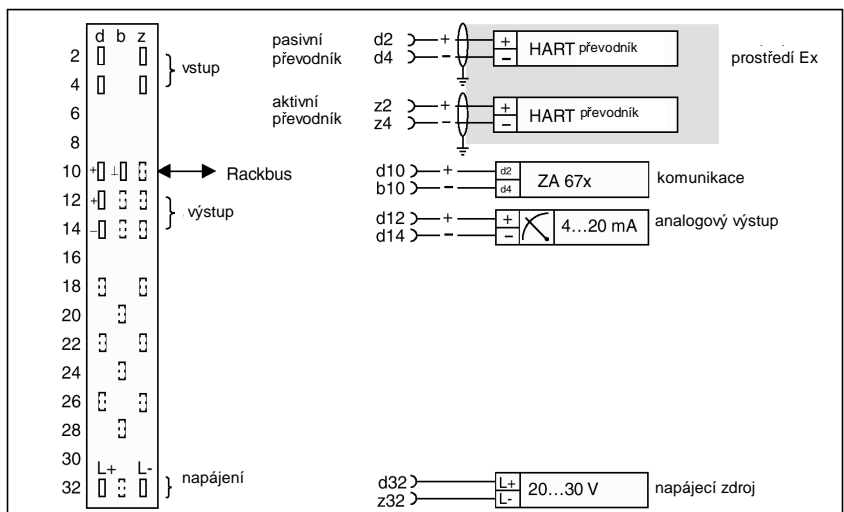 d b z
2
4
vstup
6
8
10 + ⊥ Rackbus
12 +
14 –
výstup
16
18
20
22
24
26
28
30
L+ L-
32
napájení
pasivní
převodník
d2 + + HART převodník
d4 – –
prostředí Ex
aktivní
převodník
z2 + + HART převodník
z4 – –
d10 + d2 ZA 67x
b10 – d4
komunikace
d12 + + 4…20 mA
d14 – –
analogový výstup
d32 L+ 20…30 V
z32 L-
napájecí zdroj